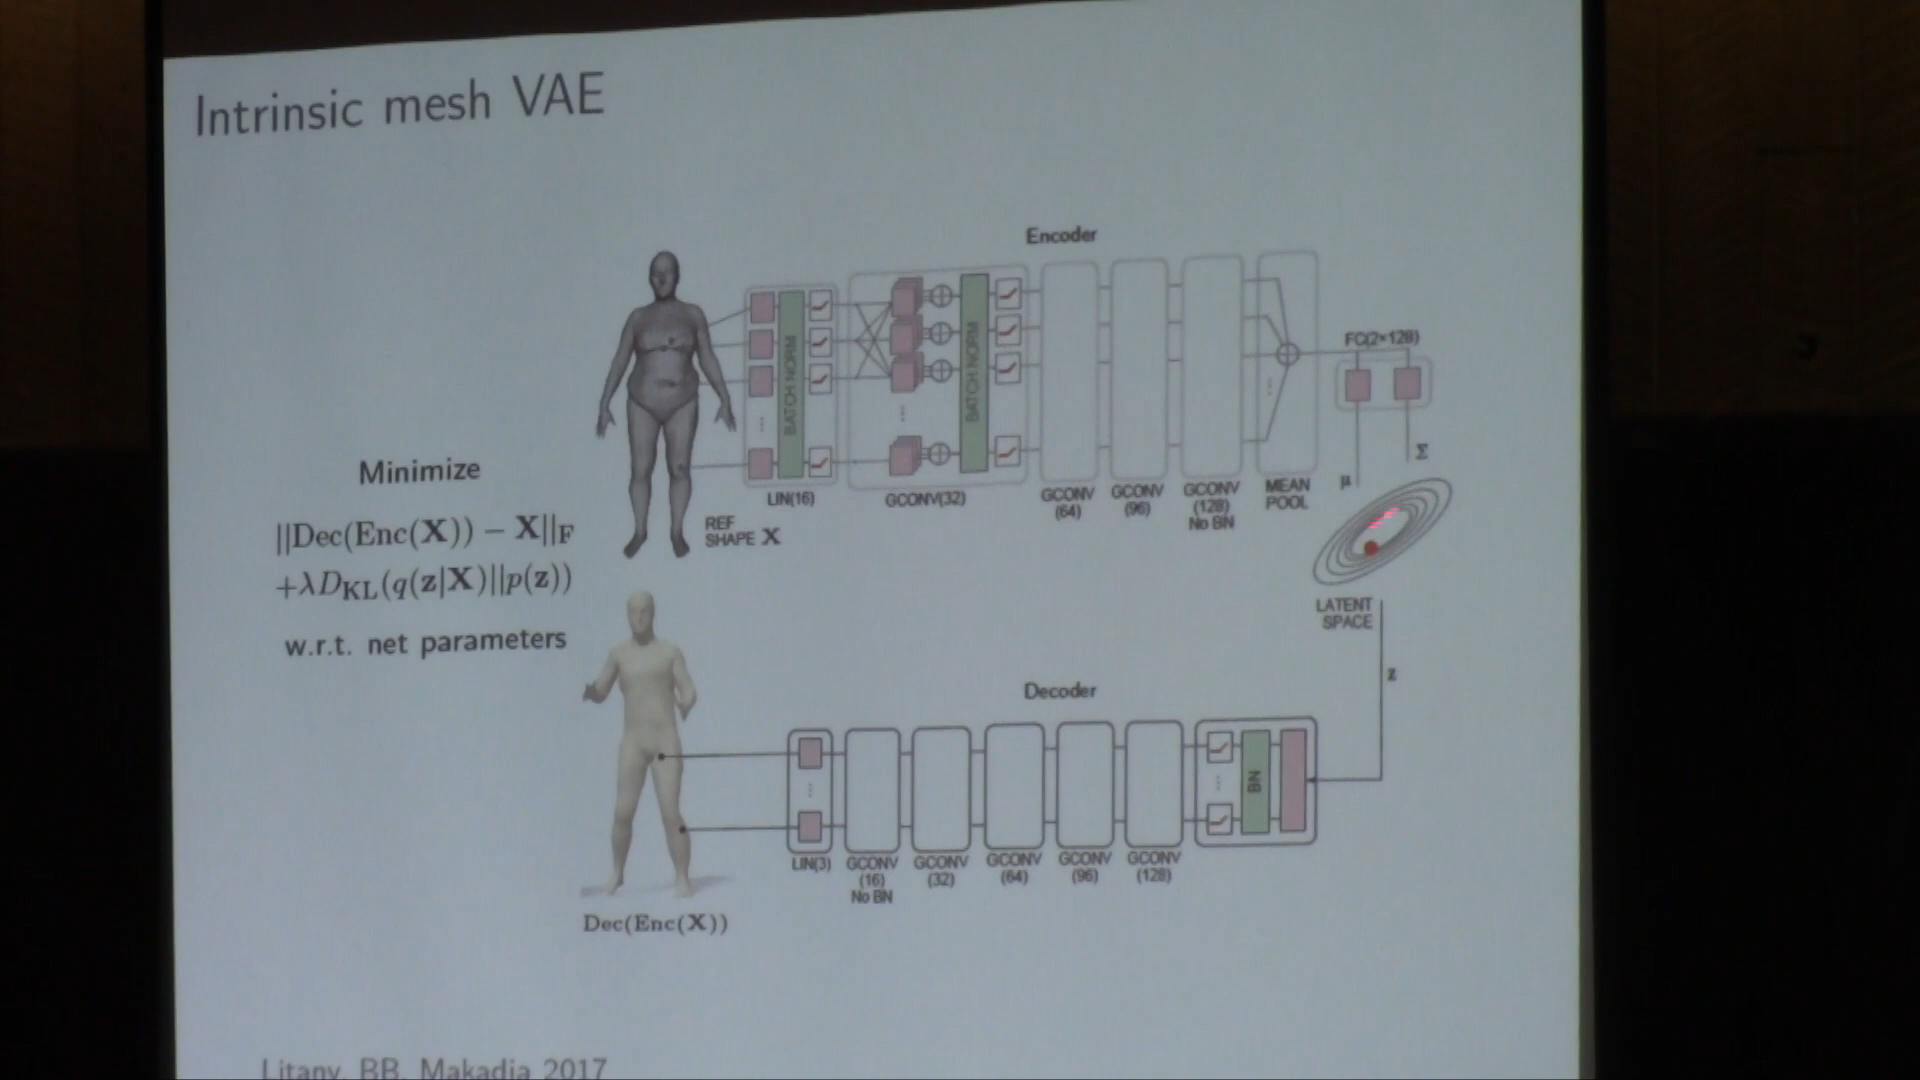 Intrinsic mesh VAE
Encoder
BATCH NORM
BATCH NORM
FC(2*128)
μ
Σ
LIN(16)
GCONV(32)
GCONV
(64)
GCONV
(96)
GCONV
(128)
No BN
MEAN
POOL
REF
SHAPE X
Minimize
||Dec(Enc(X)) − X||F
+λDKL(q(z|X)||p(z))
w.r.t. net parameters
LATENT
SPACE
z
Decoder
BN
LIN(3)
GCONV
(16)
No BN
GCONV
(32)
GCONV
(64)
GCONV
(96)
GCONV
(128)
Dec(Enc(X))
Litany, BB, Makadia 2017